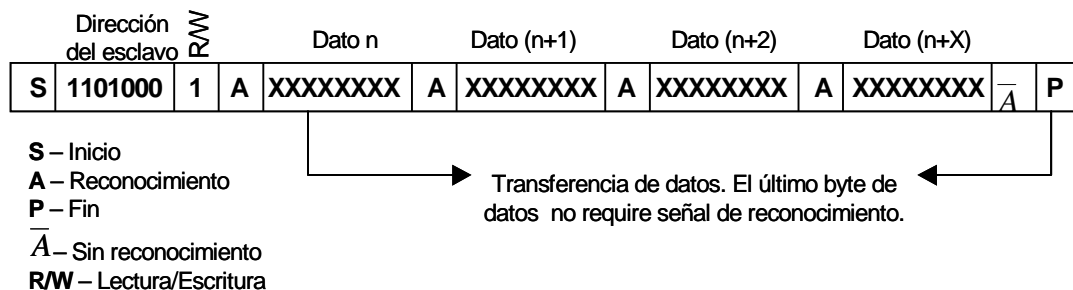 Dirección
del esclavo R/W Dato n Dato (n+1) Dato (n+2) Dato (n+X)
S 1101000 1 A XXXXXXXX A XXXXXXXX A XXXXXXXX A XXXXXXXX A̅ P
S – Inicio
A – Reconocimiento
P – Fin
A̅ – Sin reconocimiento
R/W – Lectura/Escritura
Transferencia de datos. El último byte de
datos no require señal de reconocimiento.